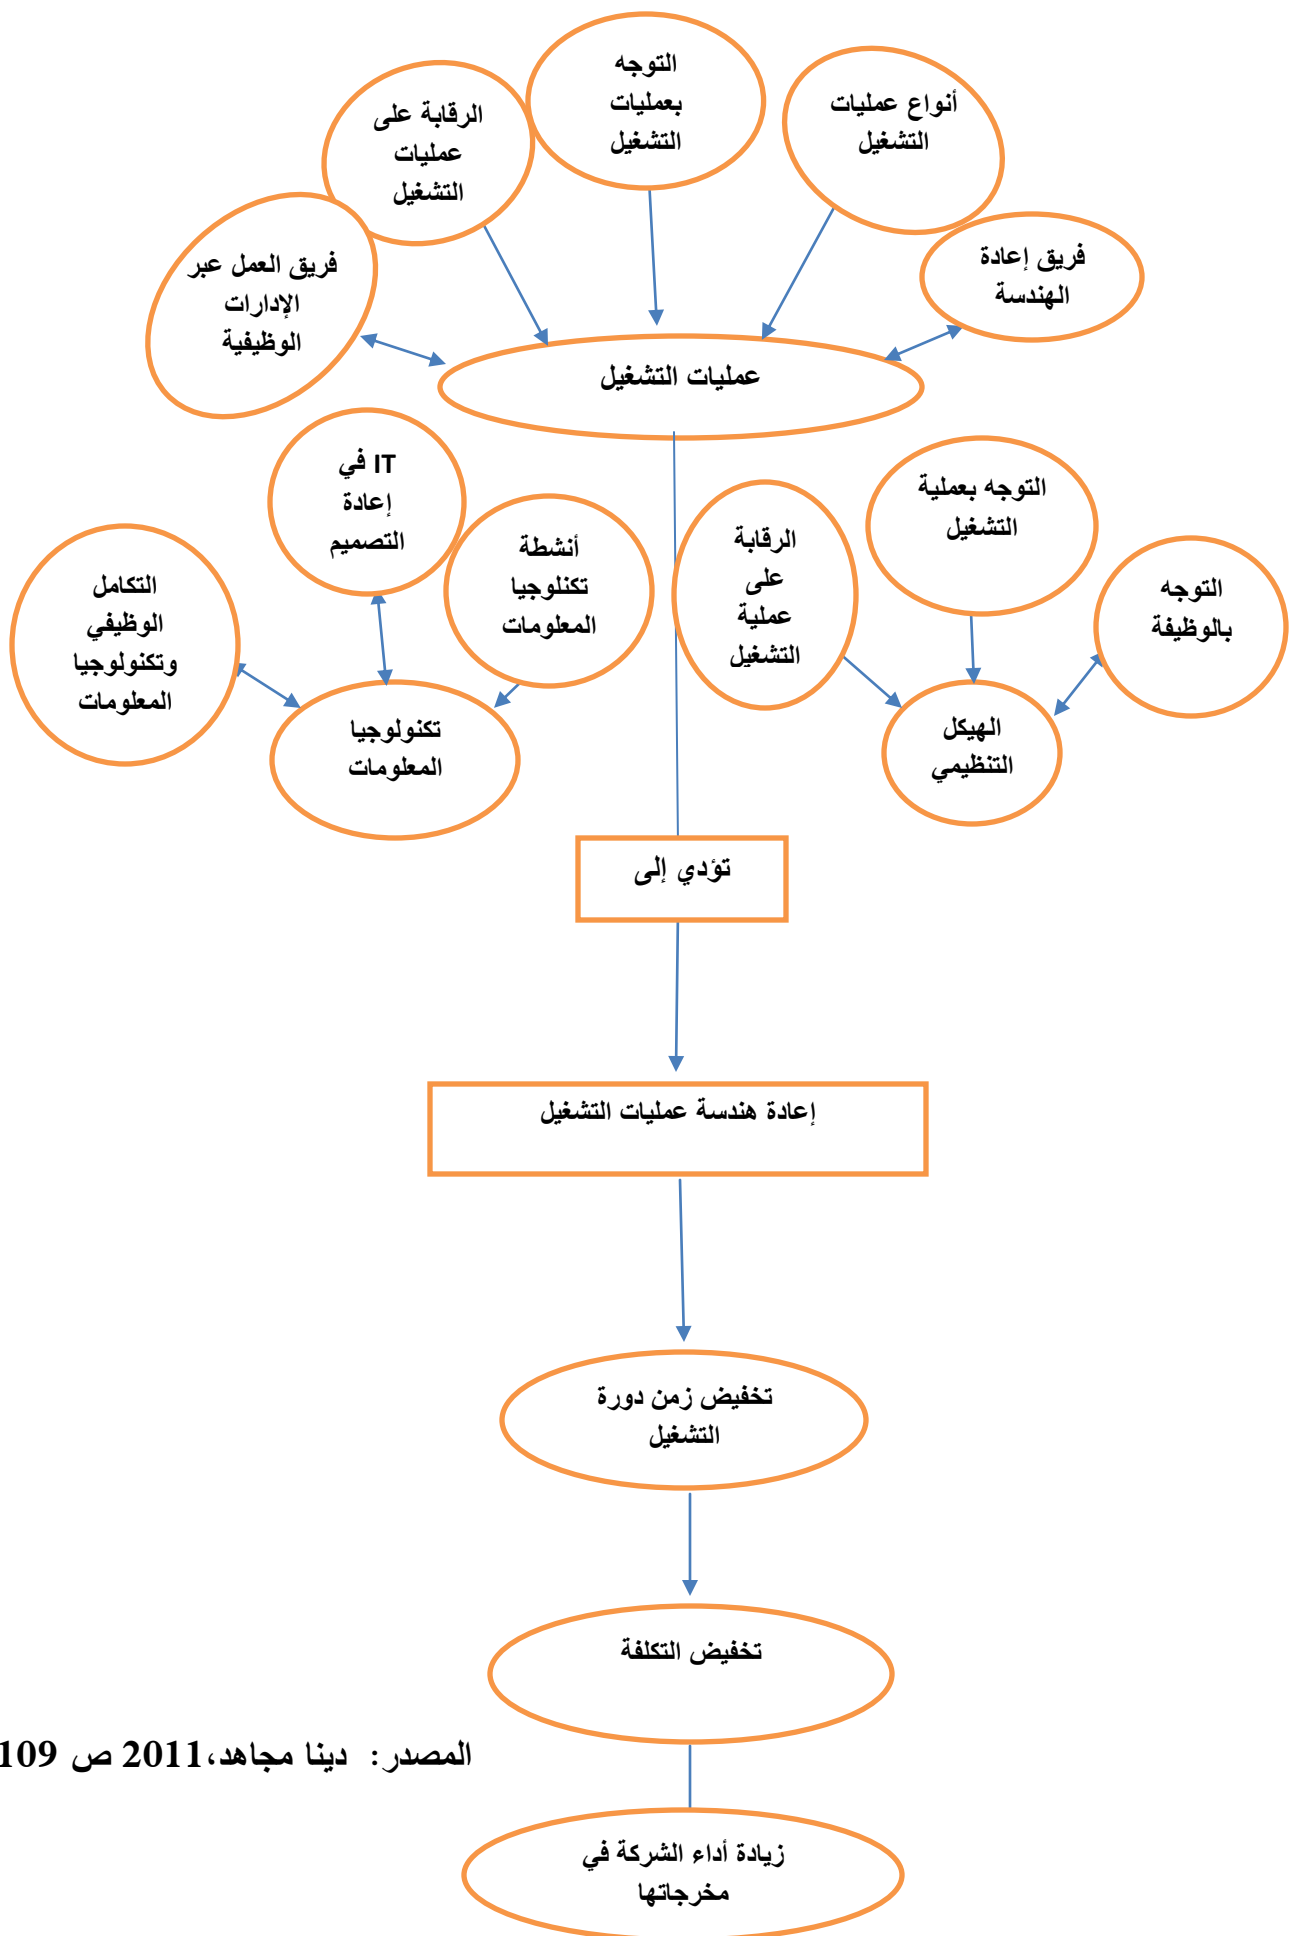 التوجه
بعمليات
التشغيل
أنواع عمليات
التشغيل
الرقابة على
عمليات
التشغيل
فريق إعادة
الهندسة
فريق العمل عبر
الإدارات
الوظيفية
عمليات التشغيل
IT في
إعادة
التصميم
التوجه بعملية
التشغيل
أنشطة
تكنلوجيا
المعلومات
الرقابة
على
عملية
التشغيل
التوجه
بالوظيفة
التكامل
الوظيفي
وتكنولوجيا
المعلومات
الهيكل
التنظيمي
تكنولوجيا
المعلومات
تؤدي إلى
إعادة هندسة عمليات التشغيل
تخفيض زمن دورة
التشغيل
تخفيض التكلفة
المصدر: دينا مجاهد،2011 ص 109
زيادة أداء الشركة في
مخرجاتها